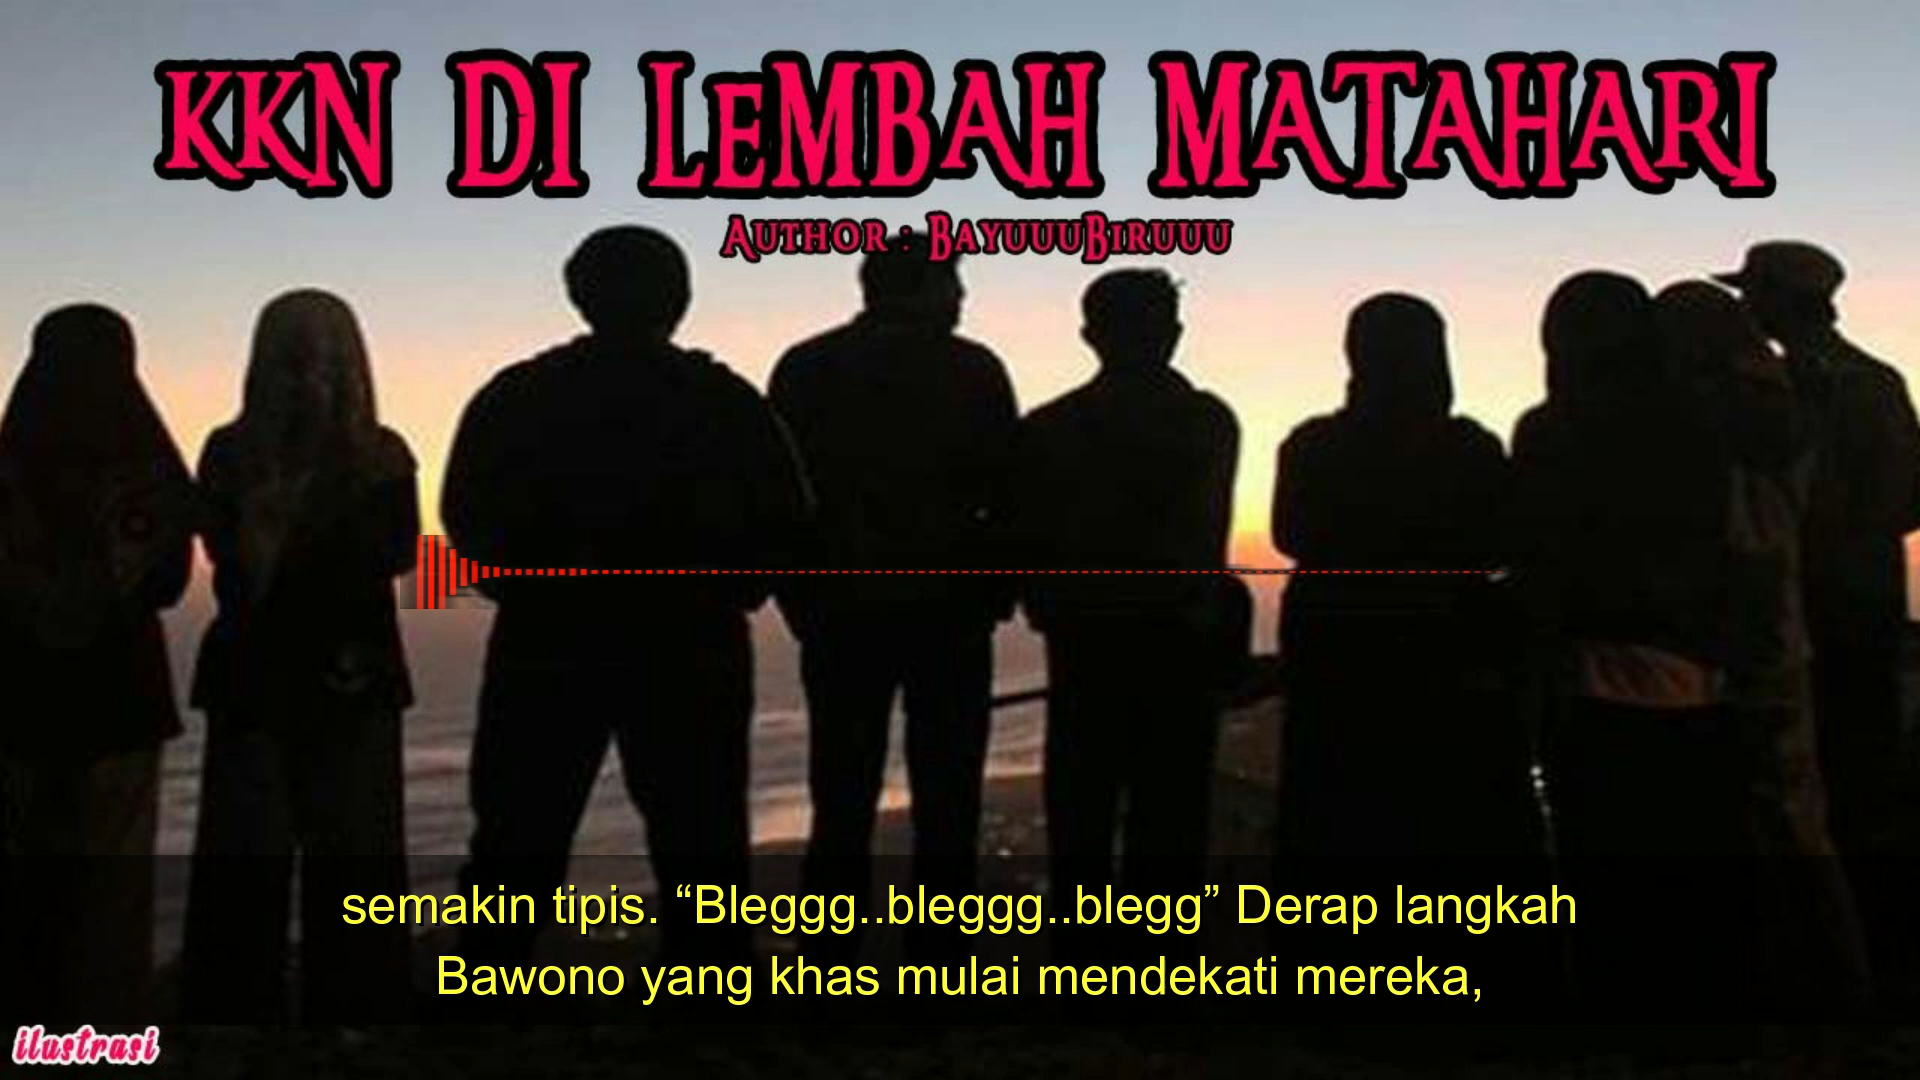 KKN DI LEMBAH MATAHARI
AUTHOR : BAYUUUBIRUUU
semakin tipis. “Bleggg..bleggg..blegg” Derap langkah
Bawono yang khas mulai mendekati mereka,
ilustrasi